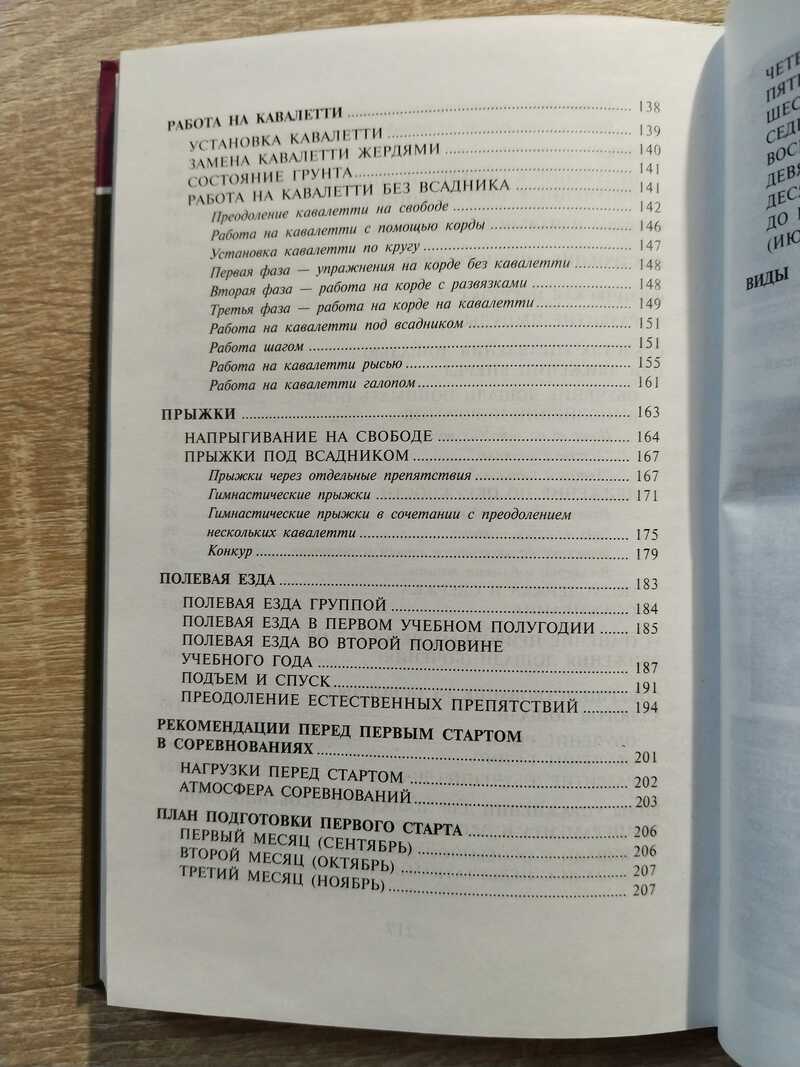 РАБОТА НА КАВАЛЕТТИ 138
УСТАНОВКА КАВАЛЕТТИ 139
ЗАМЕНА КАВАЛЕТТИ ЖЕРДЯМИ 140
СОСТОЯНИЕ ГРУНТА 141
РАБОТА НА КАВАЛЕТТИ БЕЗ ВСАДНИКА 141
Преодоление кавалетти на свободе 142
Работа на кавалетти с помощью корды 146
Установка кавалетти по кругу 147
Первая фаза — упражнения на корде без кавалетти 148
Вторая фаза — работа на корде с развязками 148
Третья фаза — работа на корде на кавалетти 149
Работа на кавалетти под всадником 151
Работа шагом 151
Работа на кавалетти рысью 155
Работа на кавалетти галопом 161
ПРЫЖКИ 163
НАПРЫГИВАНИЕ НА СВОБОДЕ 164
ПРЫЖКИ ПОД ВСАДНИКОМ 167
Прыжки через отдельные препятствия 167
Гимнастические прыжки 171
Гимнастические прыжки в сочетании с преодолением
нескольких кавалетти 175
Конкур 179
ПОЛЕВАЯ ЕЗДА 183
ПОЛЕВАЯ ЕЗДА ГРУППОЙ 184
ПОЛЕВАЯ ЕЗДА В ПЕРВОМ УЧЕБНОМ ПОЛУГОДИИ 185
ПОЛЕВАЯ ЕЗДА ВО ВТОРОЙ ПОЛОВИНЕ
УЧЕБНОГО ГОДА 187
ПОДЪЕМ И СПУСК 191
ПРЕОДОЛЕНИЕ ЕСТЕСТВЕННЫХ ПРЕПЯТСТВИЙ 194
РЕКОМЕНДАЦИИ ПЕРЕД ПЕРВЫМ СТАРТОМ
В СОРЕВНОВАНИЯХ 201
НАГРУЗКИ ПЕРЕД СТАРТОМ 202
АТМОСФЕРА СОРЕВНОВАНИЙ 203
ПЛАН ПОДГОТОВКИ ПЕРВОГО СТАРТА 206
ПЕРВЫЙ МЕСЯЦ (СЕНТЯБРЬ) 206
ВТОРОЙ МЕСЯЦ (ОКТЯБРЬ) 207
ТРЕТИЙ МЕСЯЦ (НОЯБРЬ) 207
ДО
ВИДЫ